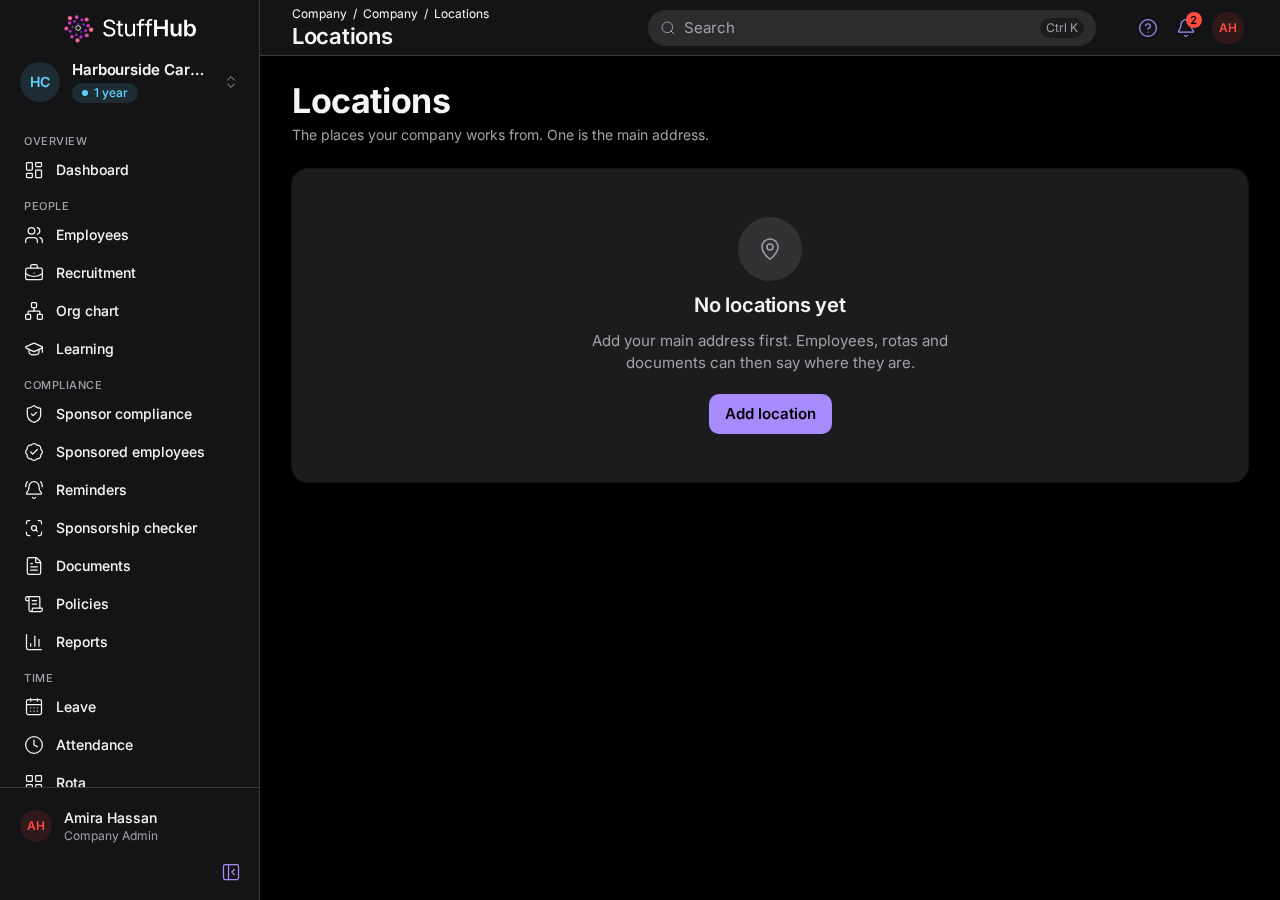 StuffHub
HC
Harbourside Car...
1 year
OVERVIEW
Dashboard
PEOPLE
Employees
Recruitment
Org chart
Learning
COMPLIANCE
Sponsor compliance
Sponsored employees
Reminders
Sponsorship checker
Documents
Policies
Reports
TIME
Leave
Attendance
Rota
AH
Amira Hassan
Company Admin
Company / Company / Locations
Locations
Search
Ctrl K
2
AH
Locations
The places your company works from. One is the main address.
No locations yet
Add your main address first. Employees, rotas and
documents can then say where they are.
Add location